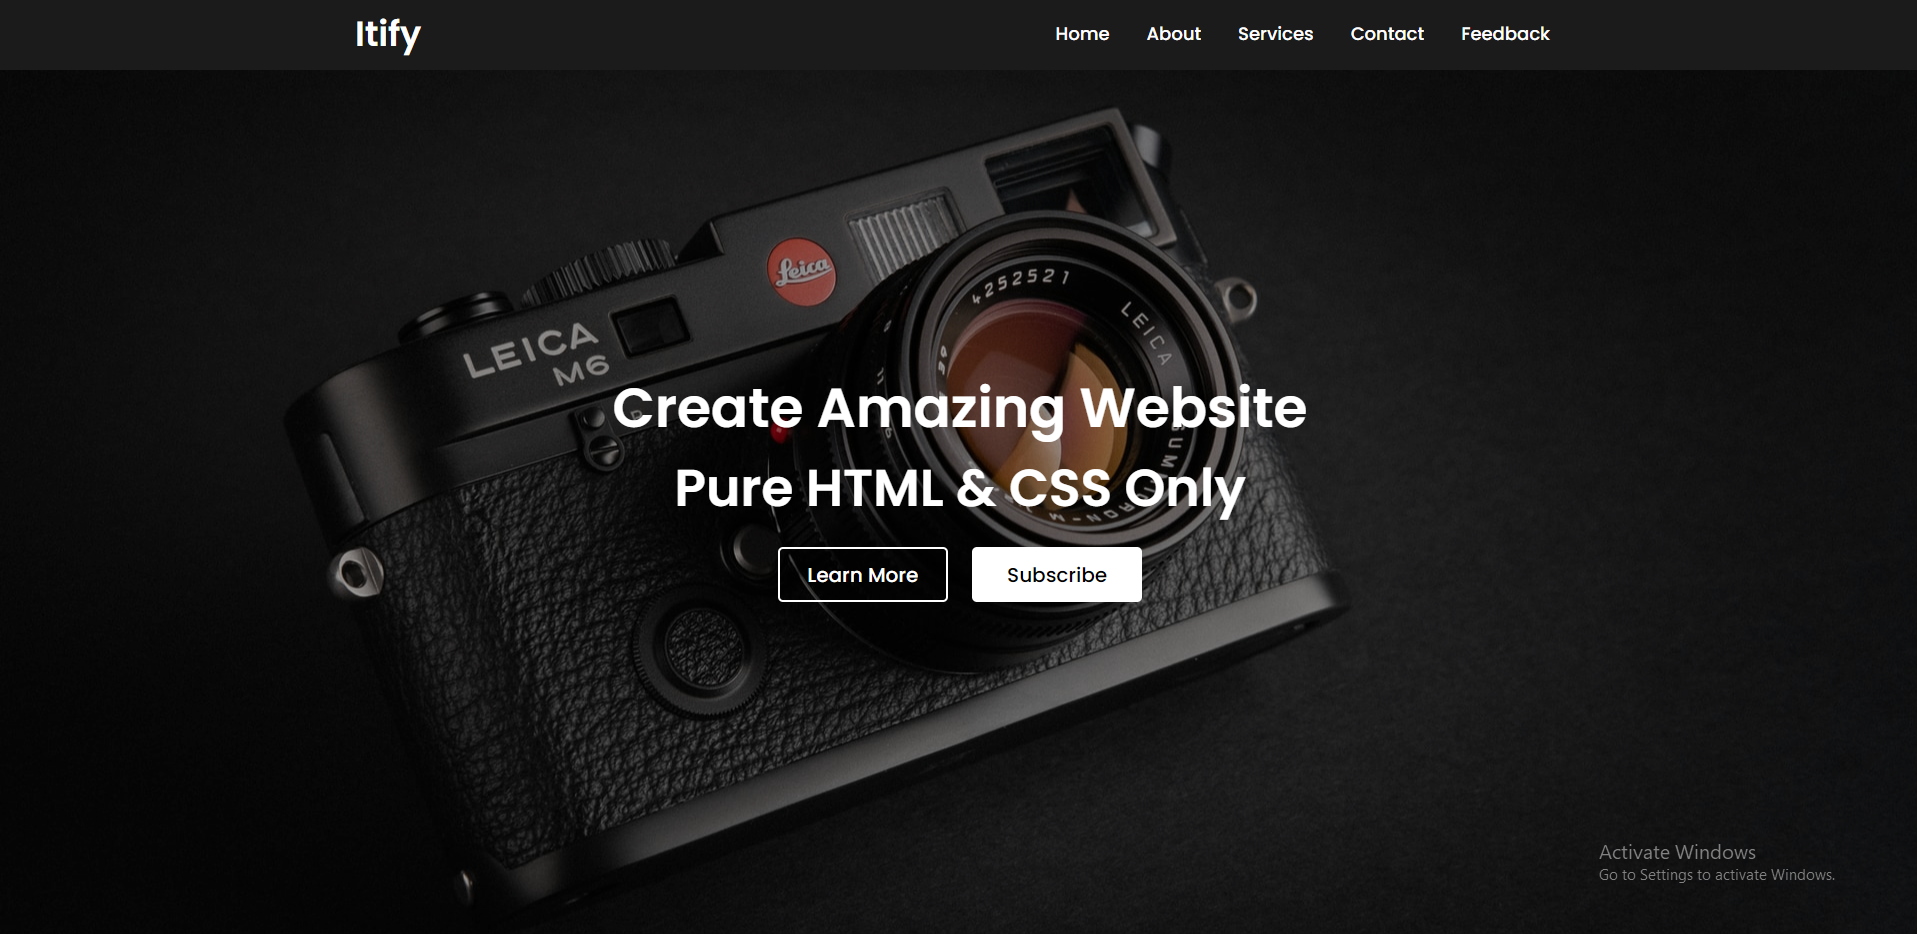 Itify
Home About Services Contact Feedback
Leica
LEICA
M6
4252521
LEICA
Create Amazing Website
Pure HTML & CSS Only
Learn More
Subscribe
Activate Windows
Go to Settings to activate Windows.